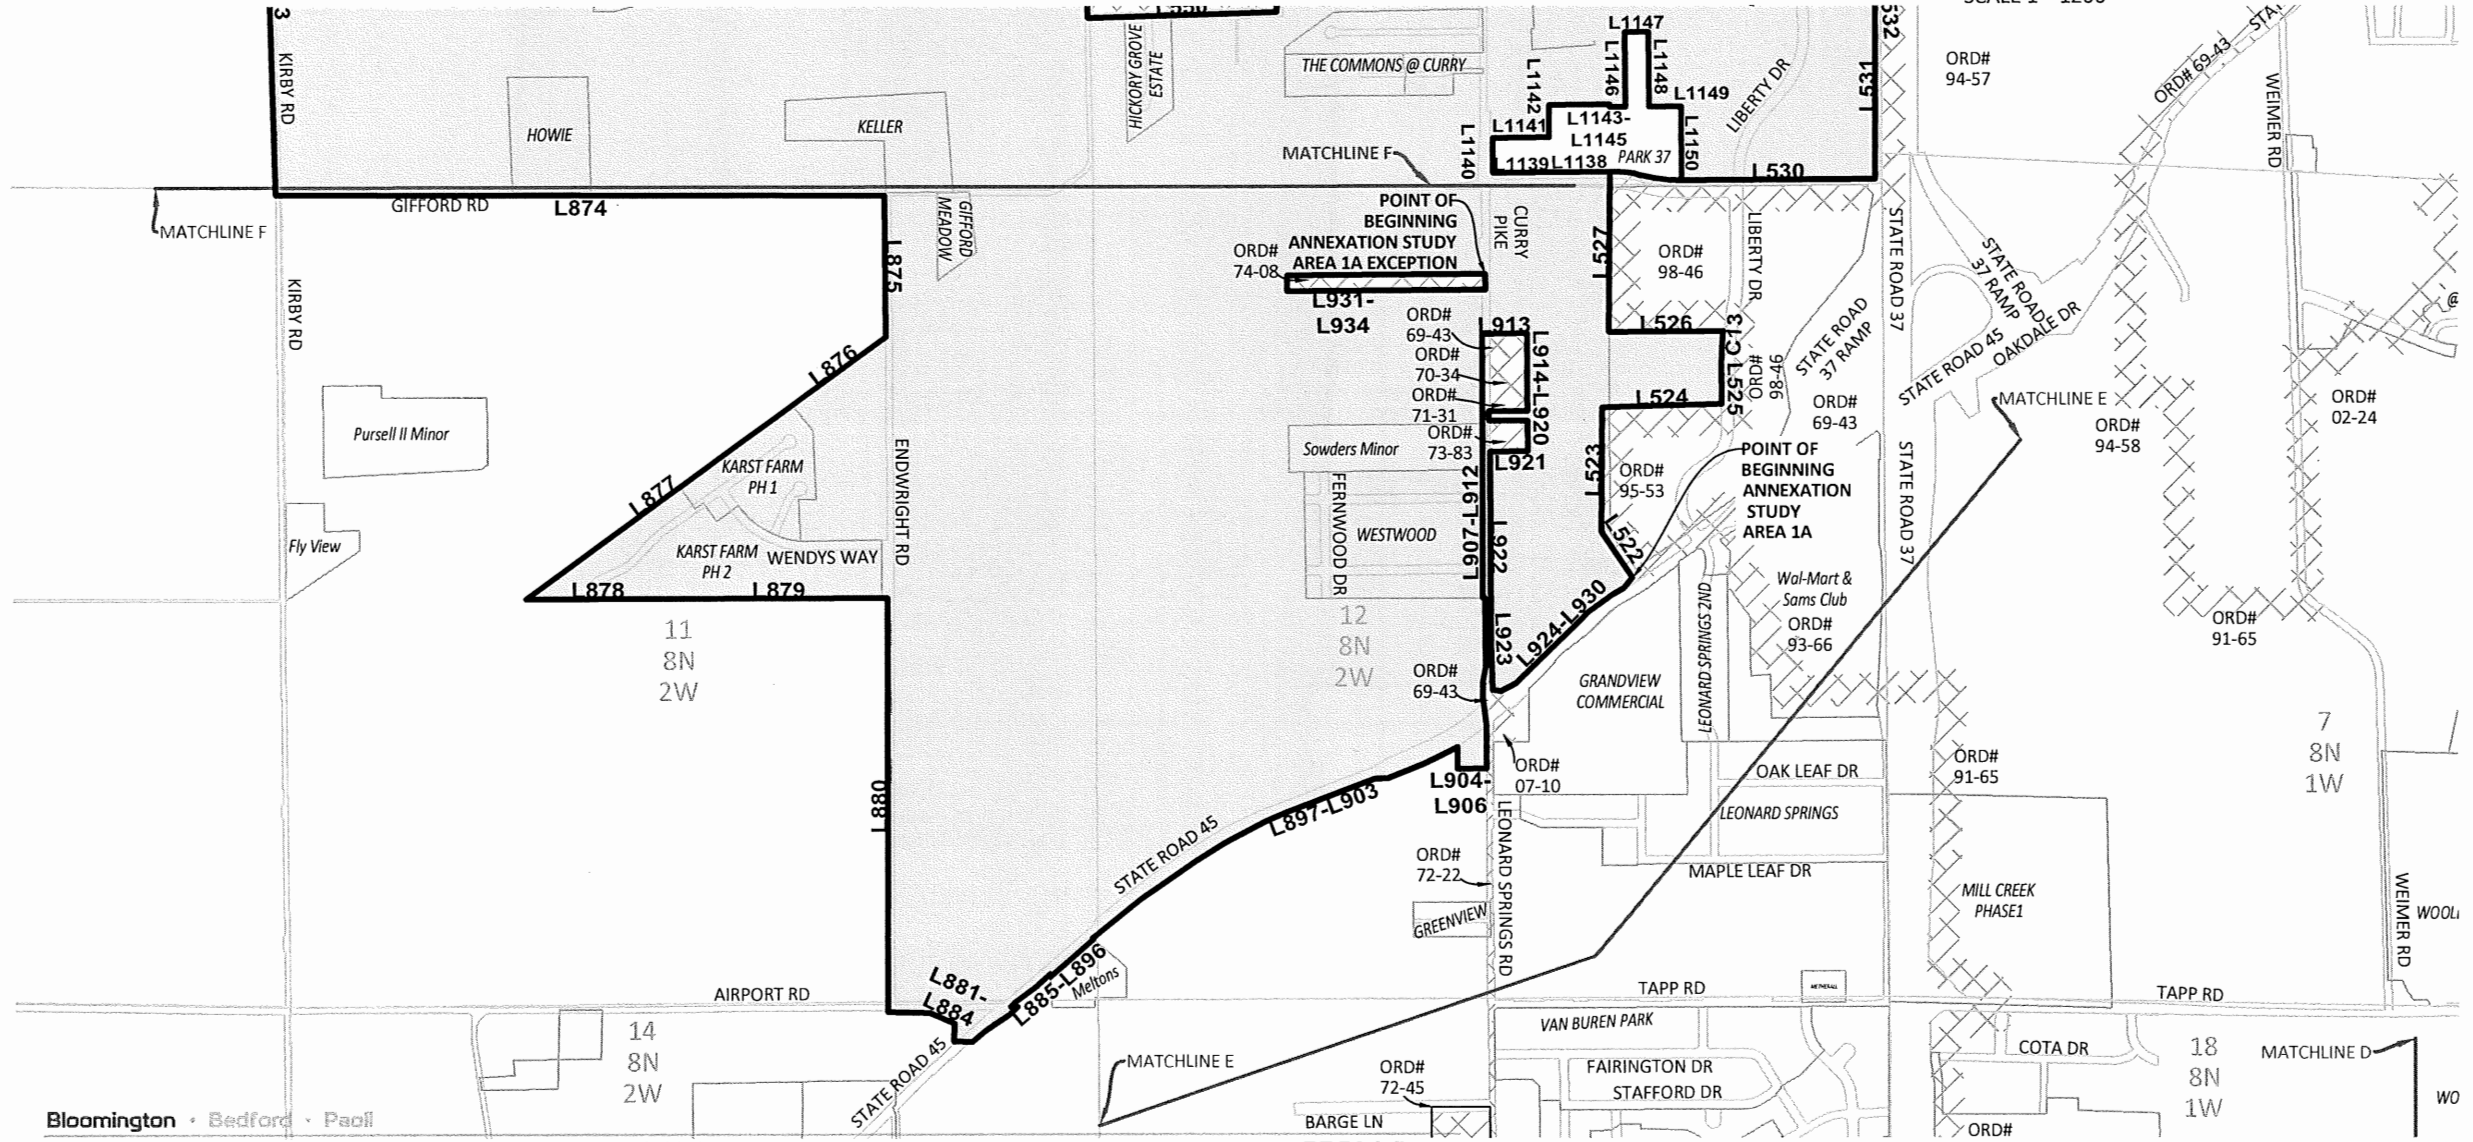 KIRBY RD
HOWIE
KELLER
HICKORY GROVE
ESTATE
THE COMMONS @ CURRY
MATCHLINE F
L1147
L1146
L1148
L1142
L1149
L1141
L1143-
L1145
L1140
L1139
L1138
PARK 37
L1150
LIBERTY DR
L530
L531
532
ORD#
94-57
ORD# 69-43
WEIMER RD
MATCHLINE F
GIFFORD RD
L874
L875
GIFFORD
MEADOW
POINT OF
BEGINNING
ANNEXATION STUDY
AREA 1A EXCEPTION
ORD#
74-08
L931-
L934
CURRY
PIKE
L527
ORD#
98-46
LIBERTY DR
STATE ROAD 37
STATE ROAD
37 RAMP
STATE ROAD
37 RAMP
STATE ROAD 45
OAKDALE DR
KIRBY RD
L876
L877
Pursell II Minor
Fly View
KARST FARM
PH 1
KARST FARM
PH 2
WENDYS WAY
ENDWRIGHT RD
L878
L879
L880
11
8N
2W
ORD#
69-43
ORD#
70-34
ORD#
71-31
ORD#
73-83
L913
L914-L920
L921
L526
L524
L525
ORD#
98-46
ORD#
69-43
MATCHLINE E
ORD#
94-58
ORD#
02-24
Sowders Minor
FERNWOOD DR
WESTWOOD
L907-L912
L922
L923
L523
ORD#
95-53
L522
POINT OF
BEGINNING
ANNEXATION
STUDY
AREA 1A
STATE ROAD 37
L924-L930
12
8N
2W
ORD#
69-43
GRANDVIEW
COMMERCIAL
LEONARD SPRINGS 2ND
Wal-Mart &
Sams Club
ORD#
93-66
ORD#
91-65
7
8N
1W
ORD#
91-65
L904-
L906
ORD#
07-10
L897-L903
STATE ROAD 45
OAK LEAF DR
LEONARD SPRINGS
MAPLE LEAF DR
ORD#
72-22
GREENVIEW
LEONARD SPRINGS RD
MILL CREEK
PHASE1
WEIMER RD
L881-
L884
L885-L896
Meltons
AIRPORT RD
TAPP RD
TAPP RD
14
8N
2W
STATE ROAD 45
MATCHLINE E
VAN BUREN PARK
FAIRINGTON DR
STAFFORD DR
COTA DR
18
8N
1W
MATCHLINE D
ORD#
72-45
BARGE LN
ORD#
Bloomington · Bedford · Paoli